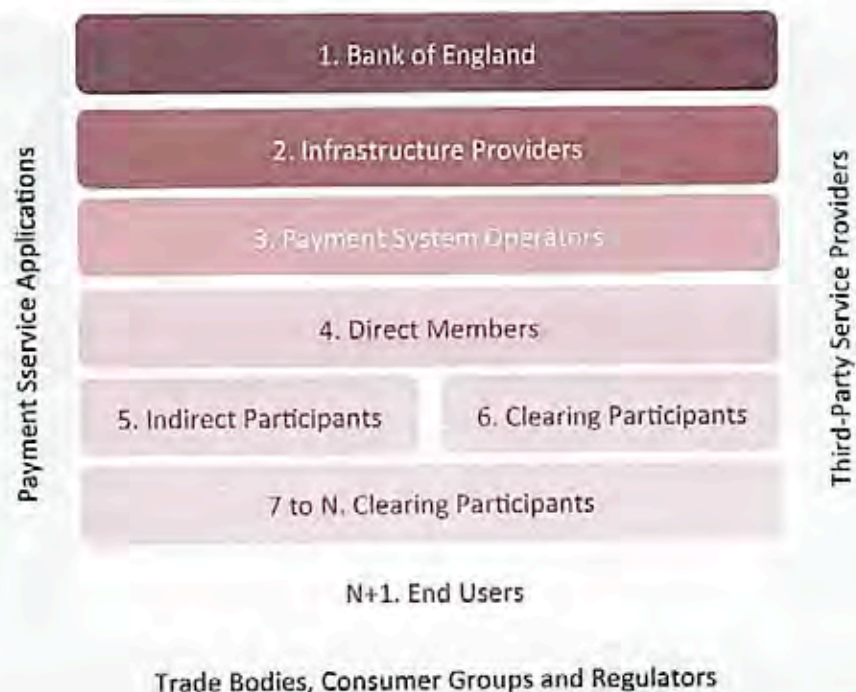 1. Bank of England
2. Infrastructure Providers
3. Payment System Operators
4. Direct Members
5. Indirect Participants
6. Clearing Participants
7 to N. Clearing Participants
N+1. End Users
Trade Bodies, Consumer Groups and Regulators
Payment Sservice Applications
Third-Party Service Providers